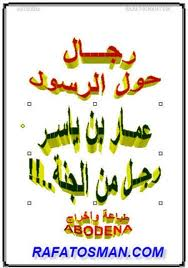 رجال
حول الرسول
عمار بن ياسر
رجل من الجنة..!!
طباعة وإخراج
ABODENA
RAFATOSMAN.COM